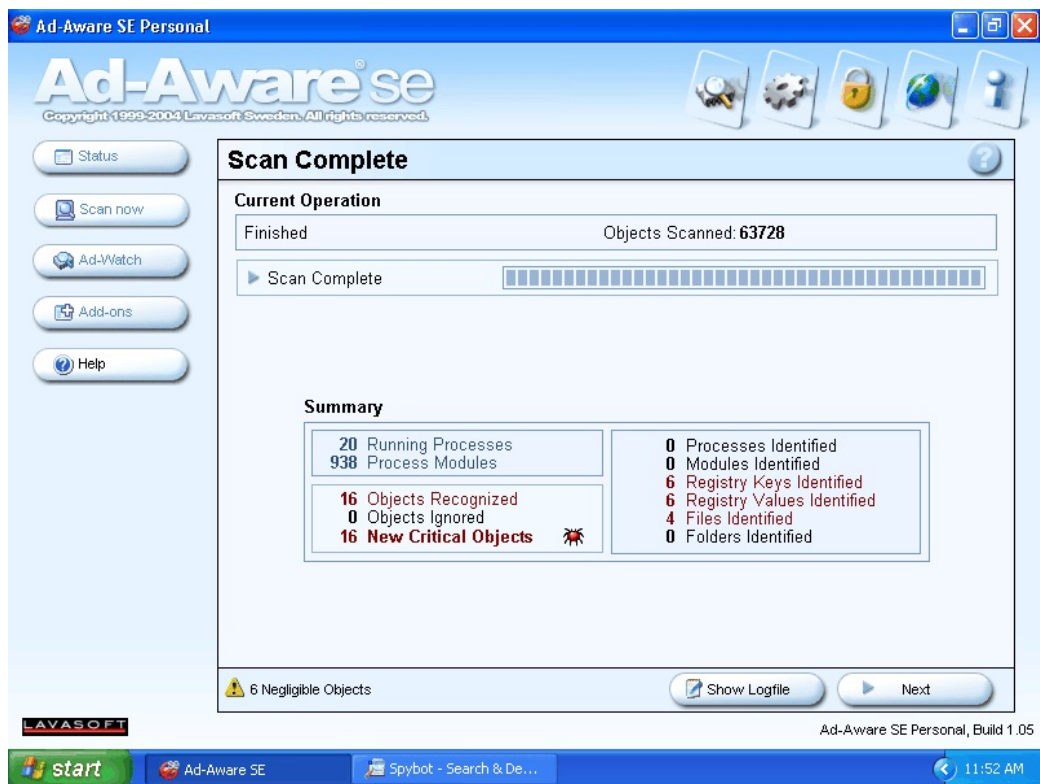 Ad-Aware SE Personal
Ad-Aware® SE
Copyright 1999-2004 Lavasoft Sweden. All rights reserved.
Status
Scan now
Ad-Watch
Add-ons
Help
Scan Complete
Current Operation
Finished Objects Scanned: 63728
Scan Complete
Summary
20 Running Processes
938 Process Modules
16 Objects Recognized
0 Objects Ignored
16 New Critical Objects
0 Processes Identified
0 Modules Identified
6 Registry Keys Identified
6 Registry Values Identified
4 Files Identified
0 Folders Identified
6 Negligible Objects
Show Logfile
Next
LAVASOFT
Ad-Aware SE Personal, Build 1.05
start
Ad-Aware SE
Spybot - Search & De...
11:52 AM